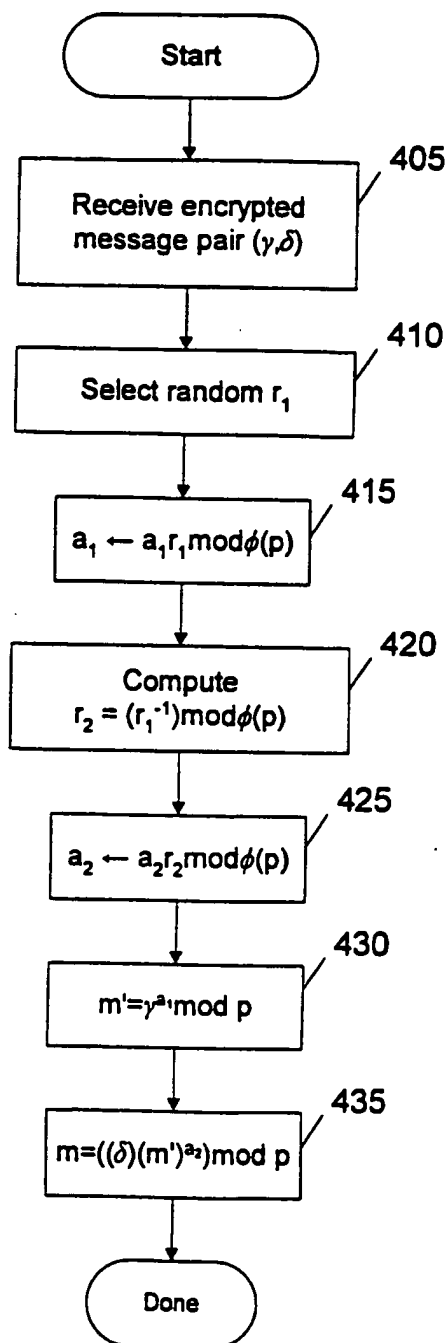 Start
405
Receive encrypted
message pair (γ,δ)
410
Select random r₁
415
a₁ ← a₁r₁modϕ(p)
420
Compute
r₂ = (r₁⁻¹)modϕ(p)
425
a₂ ← a₂r₂modϕ(p)
430
m'=γᵃ¹mod p
435
m=((δ)(m')ᵃ²)mod p
Done